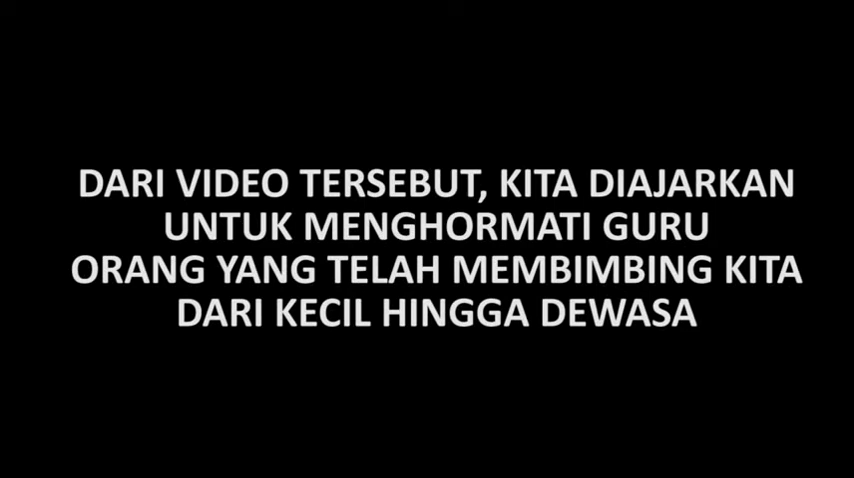 DARI VIDEO TERSEBUT, KITA DIAJARKAN
UNTUK MENGHORMATI GURU
ORANG YANG TELAH MEMBIMBING KITA
DARI KECIL HINGGA DEWASA